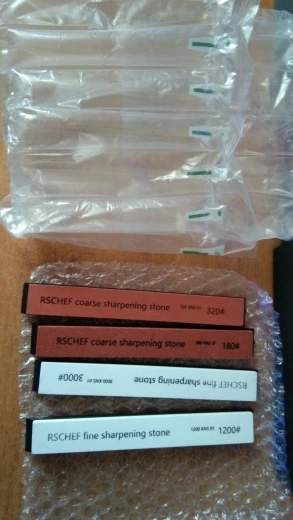 RSCHEF coarse sharpening stone 320#
RSCHEF coarse sharpening stone 180#
RSCHEF fine sharpening stone 3000#
RSCHEF fine sharpening stone 1200#